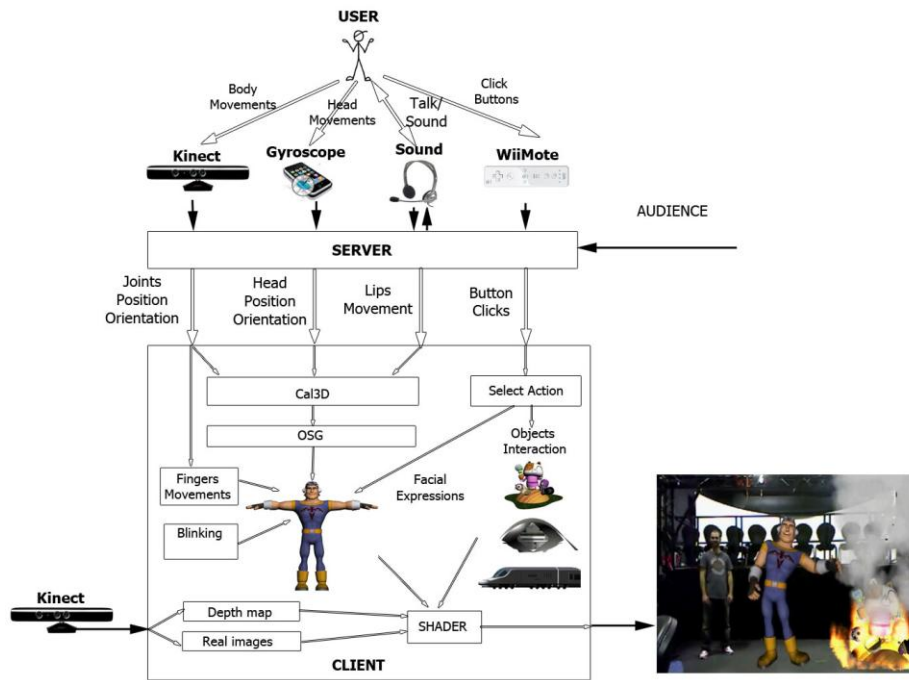 USER
Body
Movements
Head
Movements
Talk/
Sound
Click
Buttons
Kinect
Gyroscope
Sound
WiiMote
AUDIENCE
SERVER
Joints
Position
Orientation
Head
Position
Orientation
Lips
Movement
Button
Clicks
Cal3D
Select Action
OSG
Objects
Interaction
Fingers
Movements
Facial
Expressions
Blinking
Kinect
Depth map
Real images
SHADER
CLIENT